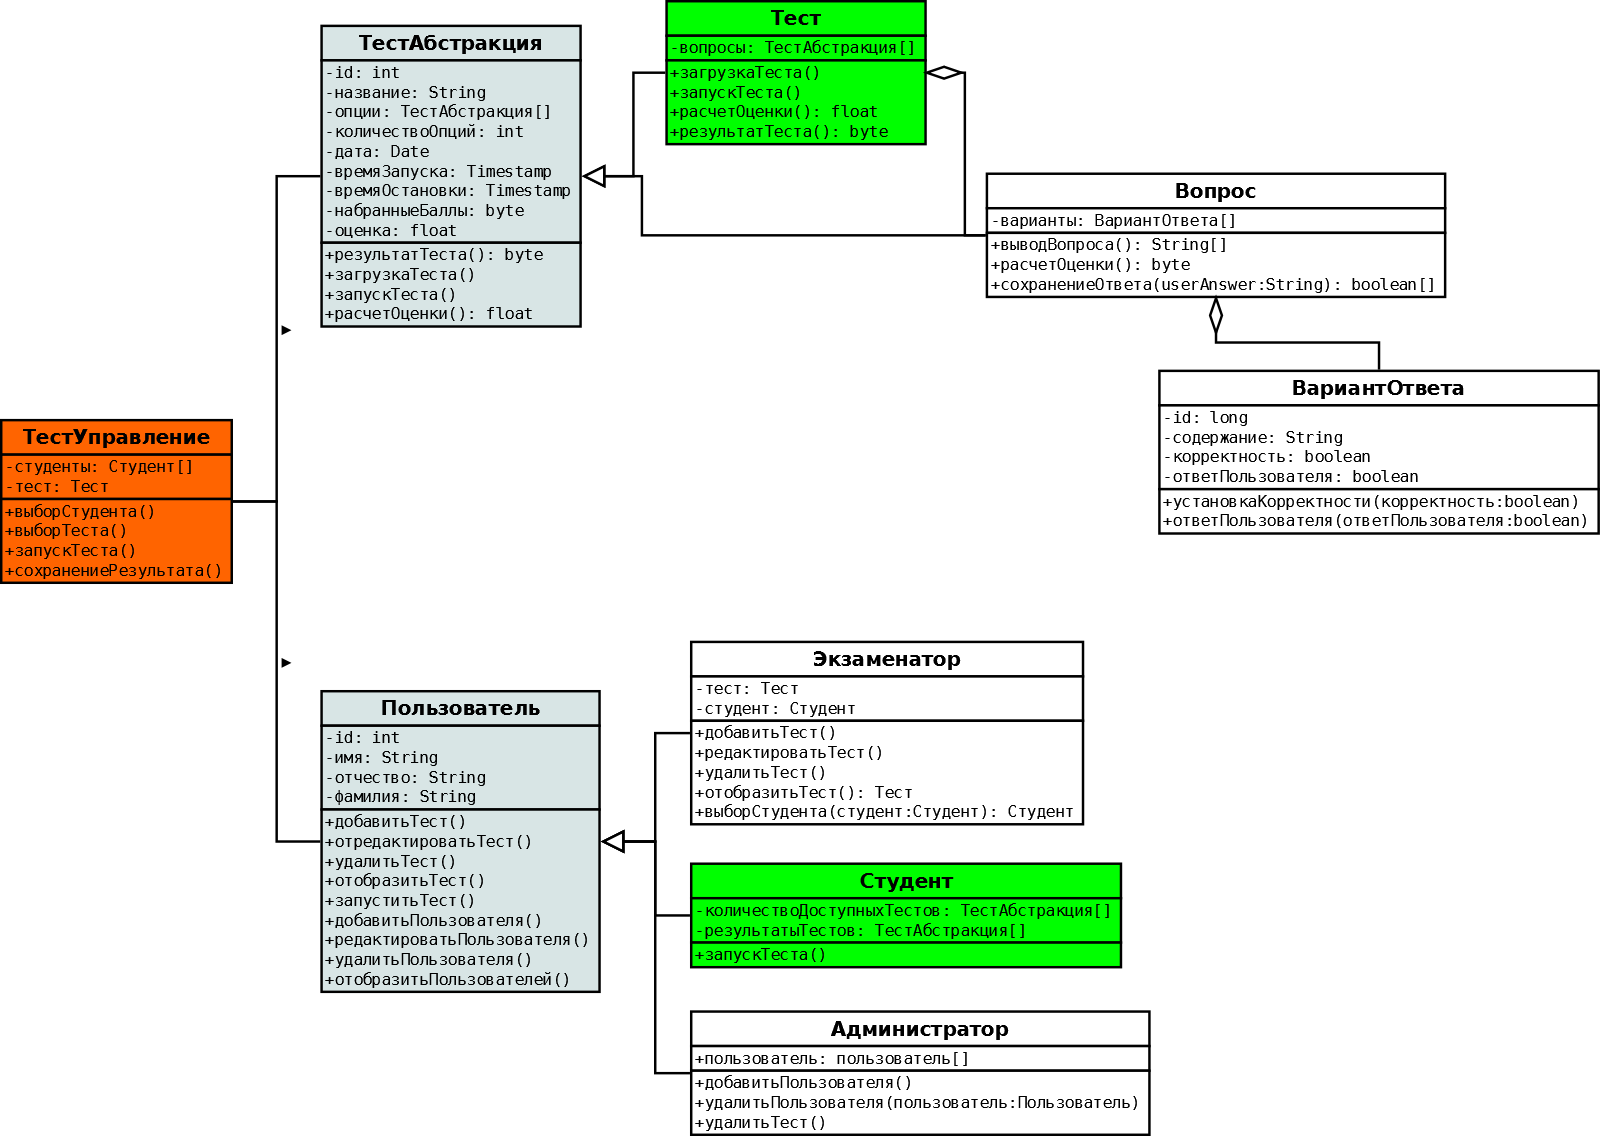 ТестАбстракция
-id: int
-название: String
-опции: ТестАбстракция[]
-количествоОпций: int
-дата: Date
-времяЗапуска: Timestamp
-времяОстановки: Timestamp
-набранныеБаллы: byte
-оценка: float
+результатТеста(): byte
+загрузкаТеста()
+запускТеста()
+расчетОценки(): float
Тест
-вопросы: ТестАбстракция[]
+загрузкаТеста()
+запускТеста()
+расчетОценки(): float
+результатТеста(): byte
Вопрос
-варианты: ВариантОтвета[]
+выводВопроса(): String[]
+расчетОценки(): byte
+сохранениеОтвета(userAnswer:String): boolean[]
ВариантОтвета
-id: long
-содержание: String
-корректность: boolean
-ответПользователя: boolean
+установкаКорректности(корректность:boolean)
+ответПользователя(ответПользователя:boolean)
ТестУправление
-студенты: Студент[]
-тест: Тест
+выборСтудента()
+выборТеста()
+запускТеста()
+сохранениеРезультата()
Пользователь
-id: int
-имя: String
-отчество: String
-фамилия: String
+добавитьТест()
+отредактироватьТест()
+удалитьТест()
+отобразитьТест()
+запуститьТест()
+добавитьПользователя()
+редактироватьПользователя()
+удалитьПользователя()
+отобразитьПользователей()
Экзаменатор
-тест: Тест
-студент: Студент
+добавитьТест()
+редактироватьТест()
+удалитьТест()
+отобразитьТест(): Тест
+выборСтудента(студент:Студент): Студент
Студент
-количествоДоступныхТестов: ТестАбстракция[]
-результатыТестов: ТестАбстракция[]
+запускТеста()
Администратор
+пользователь: пользователь[]
+добавитьПользователя()
+удалитьПользователя(пользователь:Пользователь)
+удалитьТест()